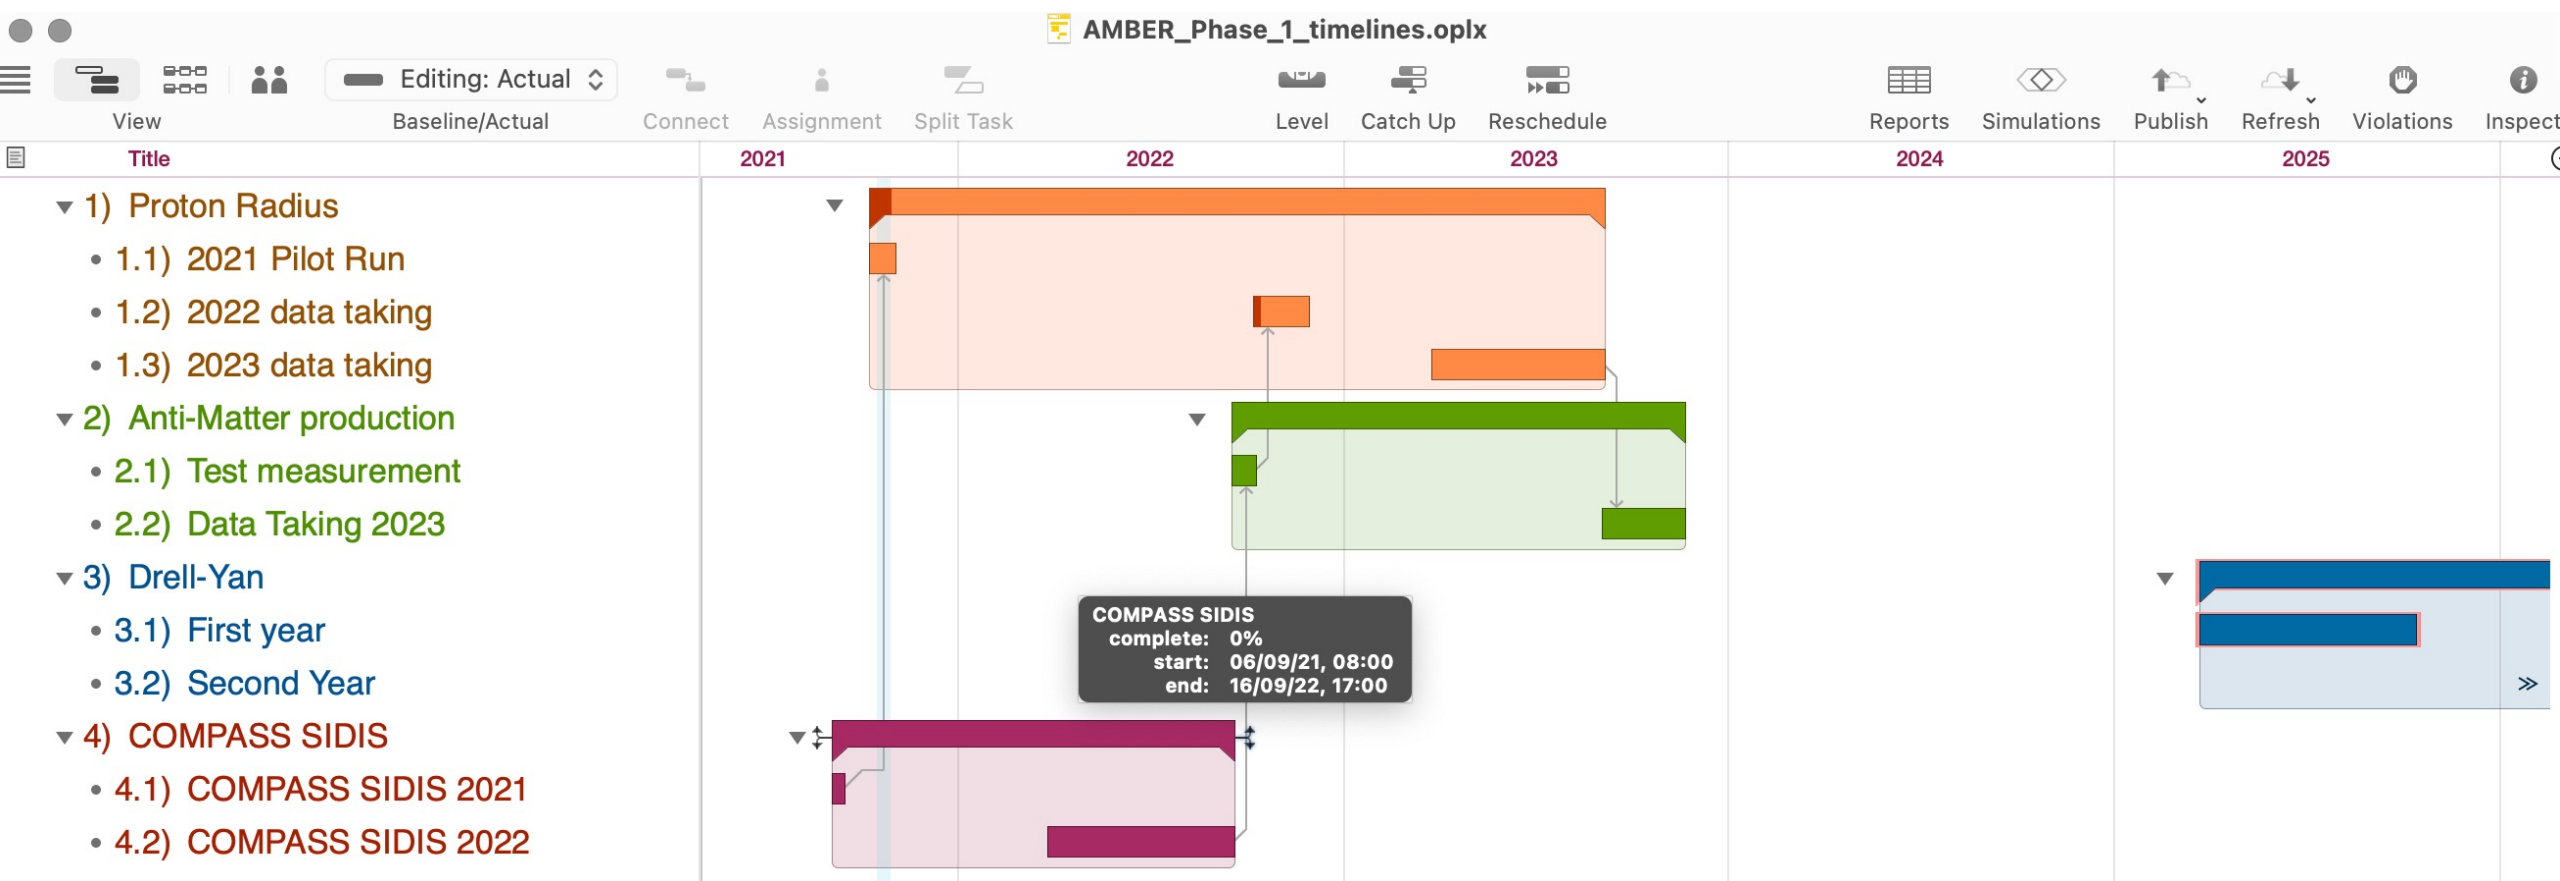 AMBER_Phase_1_timelines.oplx
Editing: Actual
View Baseline/Actual Connect Assignment Split Task Level Catch Up Reschedule Reports Simulations Publish Refresh Violations Inspect
Title 2021 2022 2023 2024 2025
1) Proton Radius
1.1) 2021 Pilot Run
1.2) 2022 data taking
1.3) 2023 data taking
2) Anti-Matter production
2.1) Test measurement
2.2) Data Taking 2023
3) Drell-Yan
3.1) First year
3.2) Second Year
COMPASS SIDIS
complete: 0%
start: 06/09/21, 08:00
end: 16/09/22, 17:00
4) COMPASS SIDIS
4.1) COMPASS SIDIS 2021
4.2) COMPASS SIDIS 2022